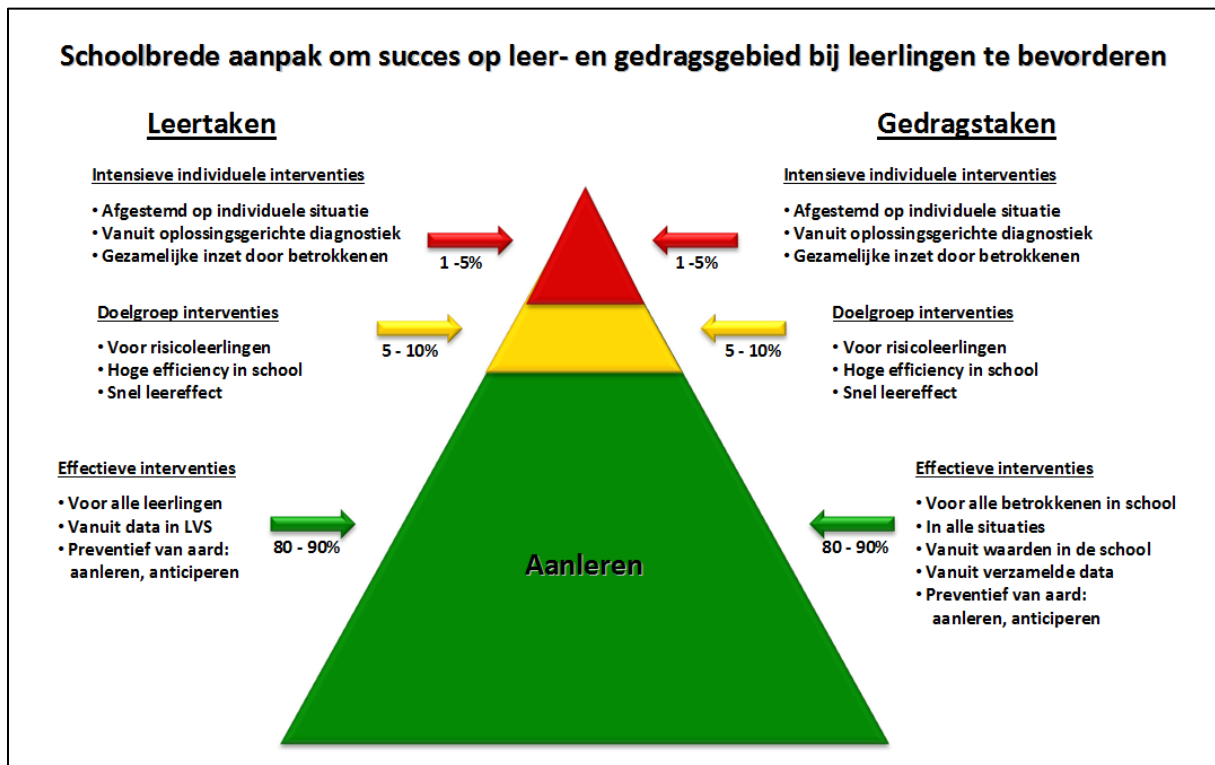 Schoolbrede aanpak om succes op leer- en gedragsgebied bij leerlingen te bevorderen
Leertaken
Intensieve individuele interventies
• Afgestemd op individuele situatie
• Vanuit oplossingsgerichte diagnostiek
• Gezamelijke inzet door betrokkenen
1 -5%
Doelgroep interventies
• Voor risicoleerlingen
• Hoge efficiency in school
• Snel leereffect
5 - 10%
Effectieve interventies
• Voor alle leerlingen
• Vanuit data in LVS
• Preventief van aard:
aanleren, anticiperen
80 - 90%
Aanleren
Gedragstaken
Intensieve individuele interventies
• Afgestemd op individuele situatie
• Vanuit oplossingsgerichte diagnostiek
• Gezamelijke inzet door betrokkenen
1 -5%
Doelgroep interventies
• Voor risicoleerlingen
• Hoge efficiency in school
• Snel leereffect
5 - 10%
Effectieve interventies
• Voor alle betrokkenen in school
• In alle situaties
• Vanuit waarden in de school
• Vanuit verzamelde data
• Preventief van aard:
aanleren, anticiperen
80 - 90%